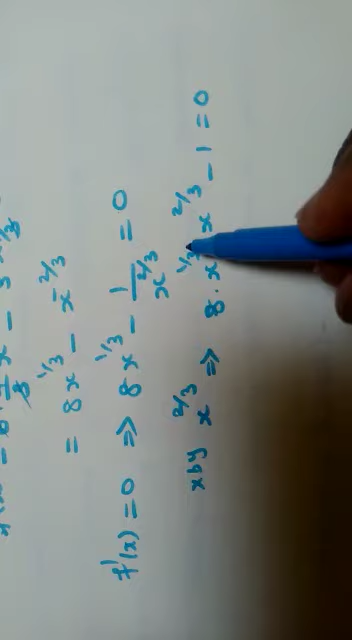 = 8x^{1/3} - x^{-2/3}
f'(x) = 0 ⇒ 8x^{1/3} - 1/x^{2/3} = 0
x by x^{2/3} ⇒ 8·x^{1/3} x^{2/3} - 1 = 0